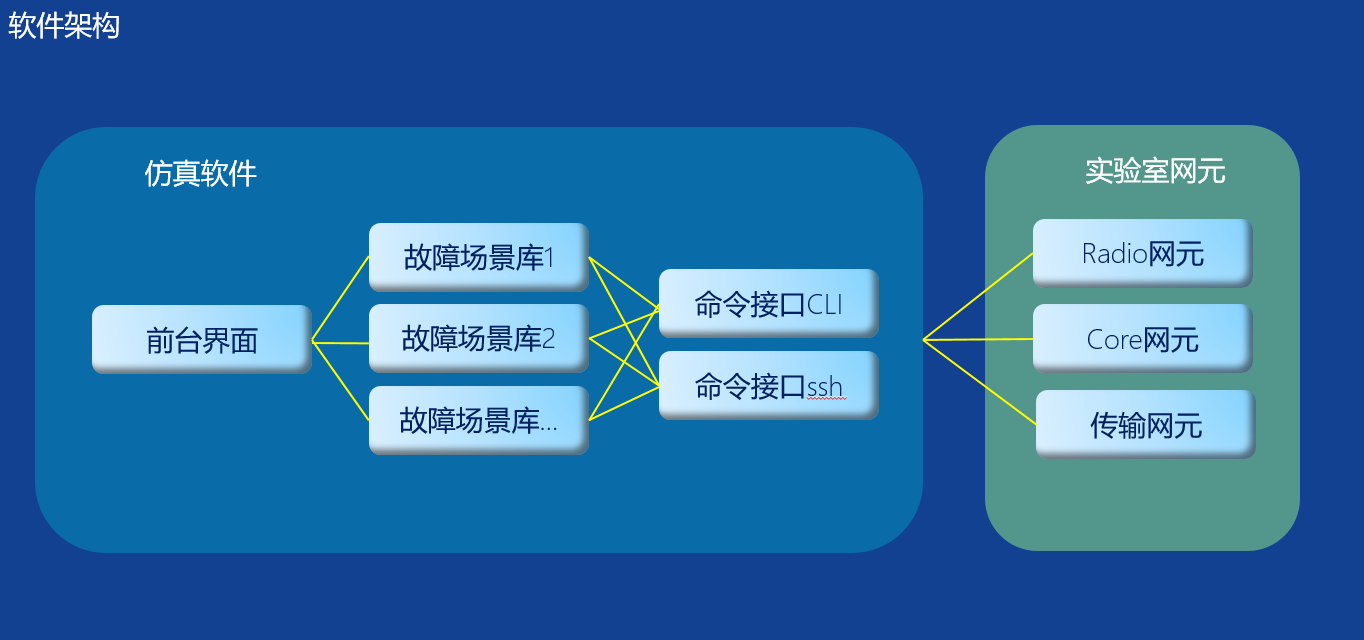 软件架构
仿真软件
前台界面
故障场景库1
故障场景库2
故障场景库...
命令接口CLI
命令接口ssh
实验室网元
Radio网元
Core网元
传输网元